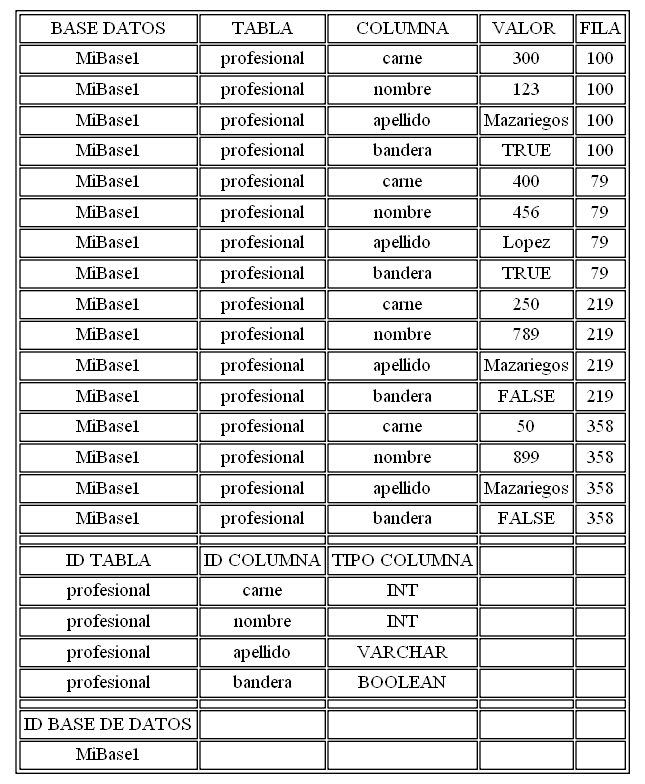 BASE DATOS TABLA COLUMNA VALOR FILA
MiBase1 profesional carne 300 100
MiBase1 profesional nombre 123 100
MiBase1 profesional apellido Mazariegos 100
MiBase1 profesional bandera TRUE 100
MiBase1 profesional carne 400 79
MiBase1 profesional nombre 456 79
MiBase1 profesional apellido Lopez 79
MiBase1 profesional bandera TRUE 79
MiBase1 profesional carne 250 219
MiBase1 profesional nombre 789 219
MiBase1 profesional apellido Mazariegos 219
MiBase1 profesional bandera FALSE 219
MiBase1 profesional carne 50 358
MiBase1 profesional nombre 899 358
MiBase1 profesional apellido Mazariegos 358
MiBase1 profesional bandera FALSE 358
ID TABLA ID COLUMNA TIPO COLUMNA
profesional carne INT
profesional nombre INT
profesional apellido VARCHAR
profesional bandera BOOLEAN
ID BASE DE DATOS
MiBase1